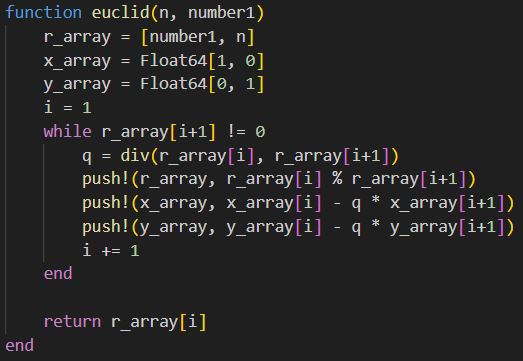 function euclid(n, number1)
    r_array = [number1, n]
    x_array = Float64[1, 0]
    y_array = Float64[0, 1]
    i = 1
    while r_array[i+1] != 0
        q = div(r_array[i], r_array[i+1])
        push!(r_array, r_array[i] % r_array[i+1])
        push!(x_array, x_array[i] - q * x_array[i+1])
        push!(y_array, y_array[i] - q * y_array[i+1])
        i += 1
    end

    return r_array[i]
end